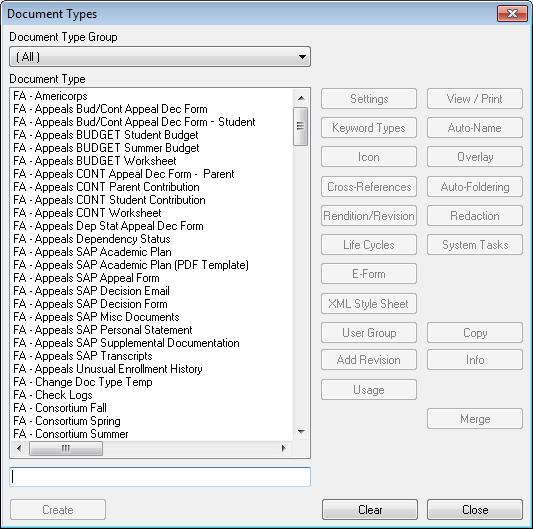 Document Types
Document Type Group
( All )
Document Type
FA - Americorps
FA - Appeals Bud/Cont Appeal Dec Form
FA - Appeals Bud/Cont Appeal Dec Form - Student
FA - Appeals BUDGET Student Budget
FA - Appeals BUDGET Summer Budget
FA - Appeals BUDGET Worksheet
FA - Appeals CONT Appeal Dec Form - Parent
FA - Appeals CONT Parent Contribution
FA - Appeals CONT Student Contribution
FA - Appeals CONT Worksheet
FA - Appeals Dep Stat Appeal Dec Form
FA - Appeals Dependency Status
FA - Appeals SAP Academic Plan
FA - Appeals SAP Academic Plan (PDF Template)
FA - Appeals SAP Appeal Form
FA - Appeals SAP Decision Email
FA - Appeals SAP Decision Form
FA - Appeals SAP Misc Documents
FA - Appeals SAP Personal Statement
FA - Appeals SAP Supplemental Documentation
FA - Appeals SAP Transcripts
FA - Appeals Unusual Enrollment History
FA - Change Doc Type Temp
FA - Check Logs
FA - Consortium Fall
FA - Consortium Spring
FA - Consortium Summer
Settings
View / Print
Keyword Types
Auto-Name
Icon
Overlay
Cross-References
Auto-Foldering
Rendition/Revision
Redaction
Life Cycles
System Tasks
E-Form
XML Style Sheet
User Group
Copy
Add Revision
Info
Usage
Merge
Create
Clear
Close